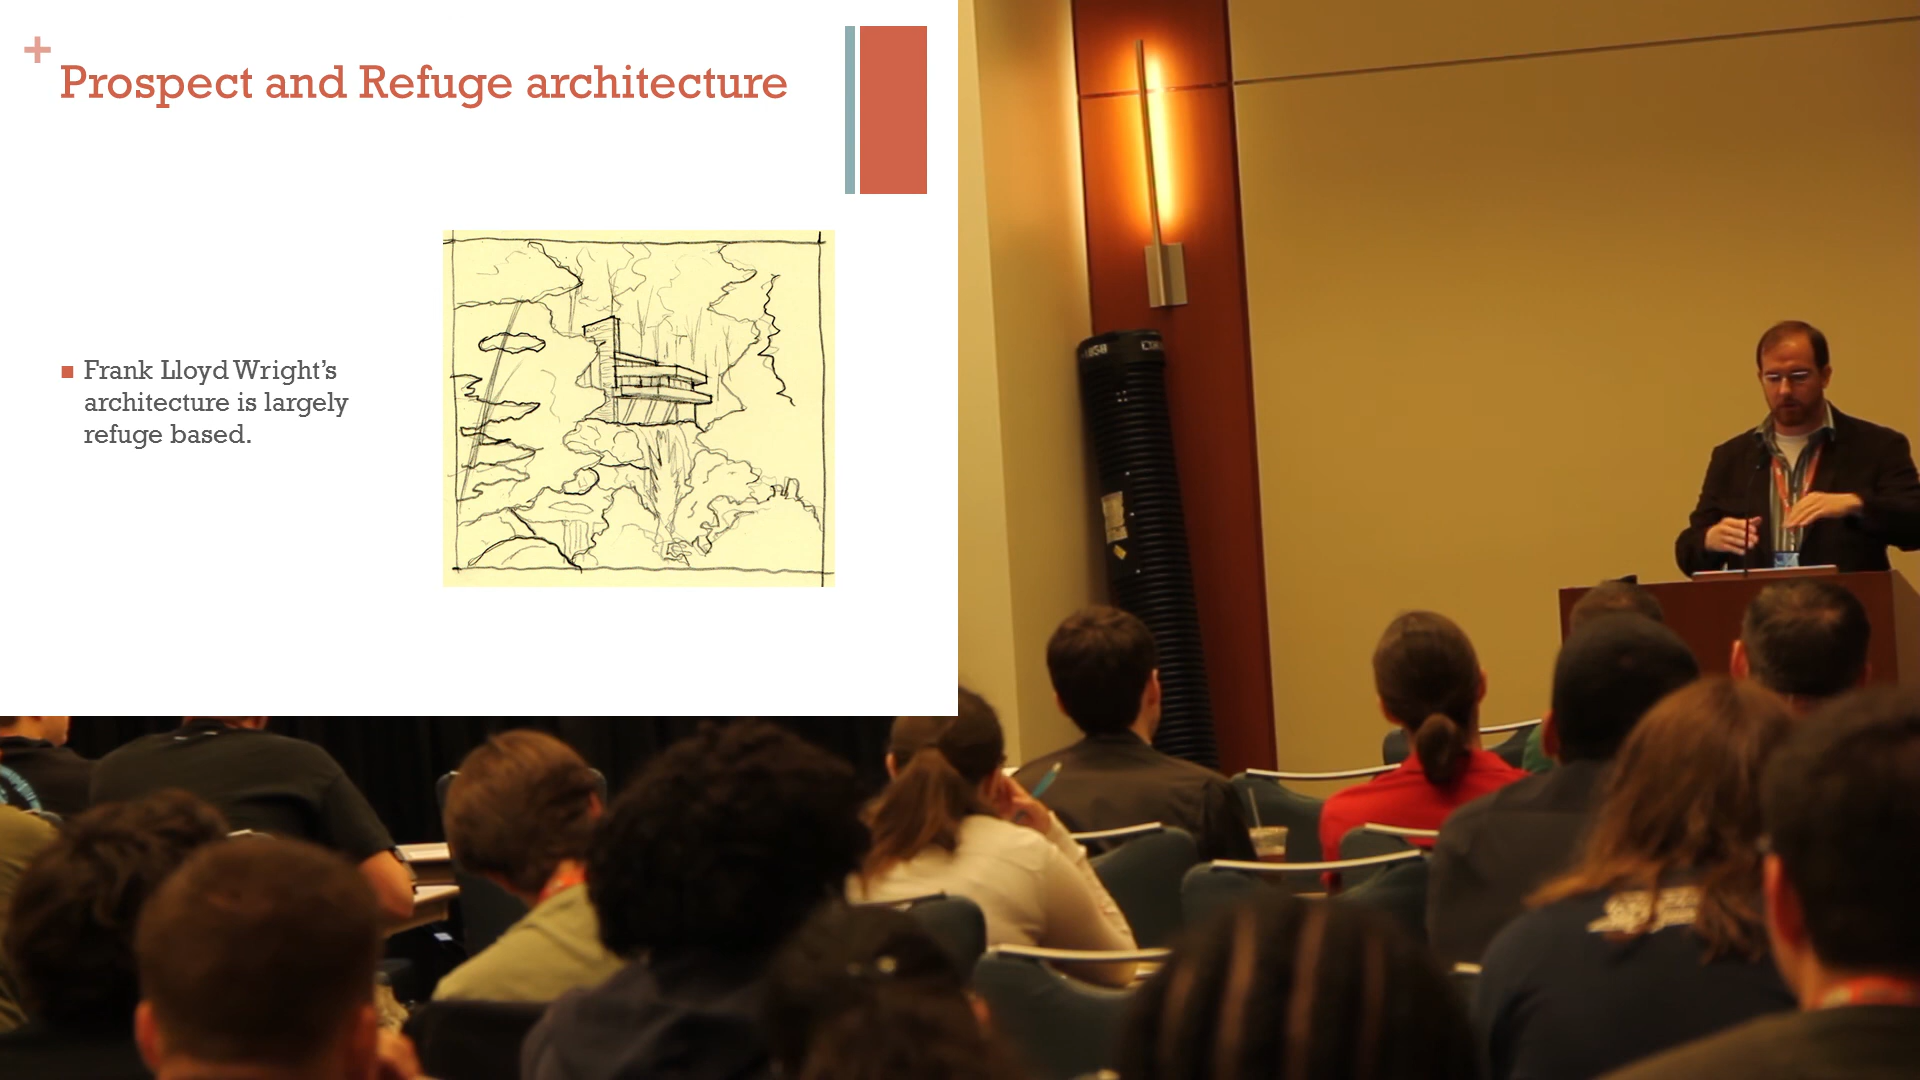 Prospect and Refuge architecture
Frank Lloyd Wright's
architecture is largely
refuge based.